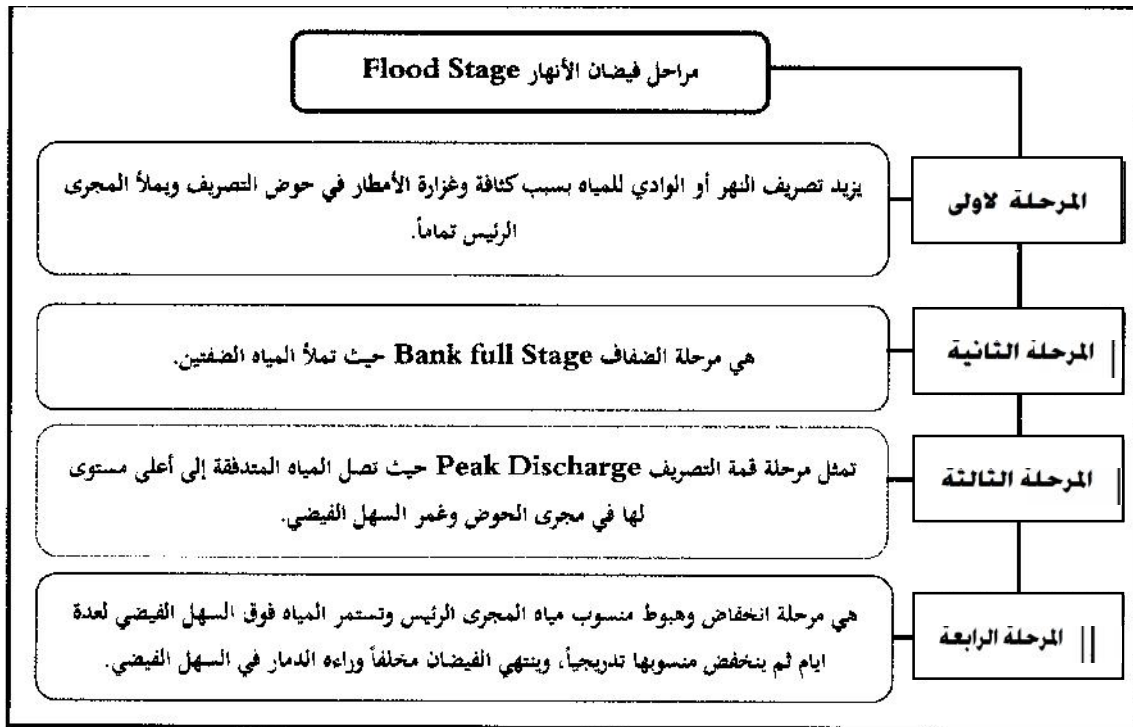 مراحل فيضان الأنهار Flood Stage
المرحلة لاولى
يزيد تصريف النهر أو الوادي للمياه بسبب كثافة وغزارة الأمطار في حوض التصريف ويملأ المجرى
الرئيس تماماً.
المرحلة الثانية
هي مرحلة الضفاف Bank full Stage حيث تملأ المياه الضفتين.
المرحلة الثالثة
تمثل مرحلة قمة التصريف Peak Discharge حيث تصل المياه المتدفقة إلى أعلى مستوى
لها في مجرى الحوض وغمر السهل الفيضي.
المرحلة الرابعة
هي مرحلة انخفاض وهبوط منسوب مياه المجرى الرئيس وتستمر المياه فوق السهل الفيضي لعدة
ايام ثم ينخفض منسوبها تدريجياً، وينتهي الفيضان مخلفاً وراءه الدمار في السهل الفيضي.